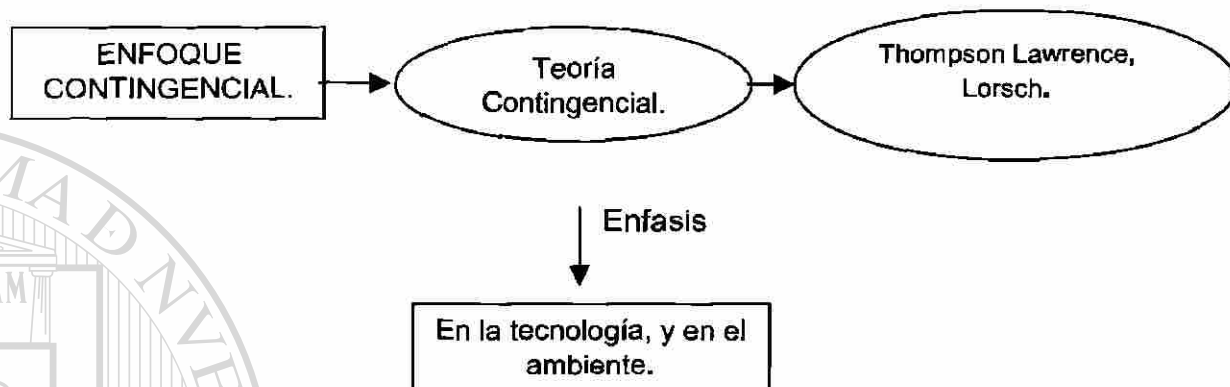 ENFOQUE
CONTINGENCIAL.
Teoría
Contingencial.
Thompson Lawrence,
Lorsch.
Enfasis
En la tecnología, y en el
ambiente.